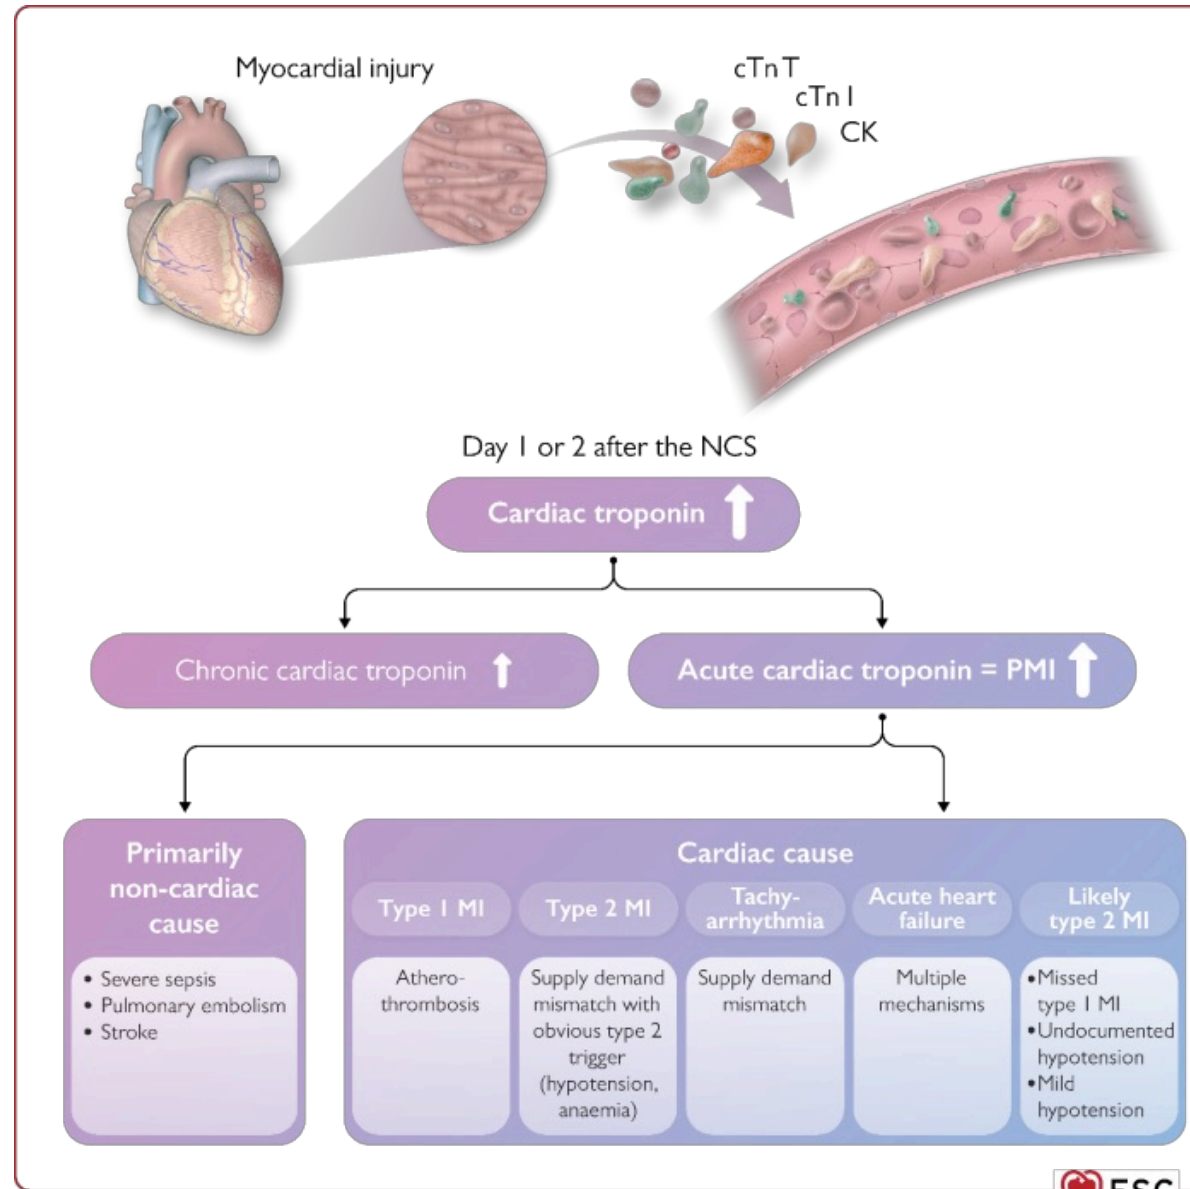 Myocardial injury
cTnT
cTnI
CK
Day 1 or 2 after the NCS
Cardiac troponin
Chronic cardiac troponin
Acute cardiac troponin = PMI
Primarily
non-cardiac
cause
• Severe sepsis
• Pulmonary embolism
• Stroke
Cardiac cause
Type 1 MI
Athero-
thrombosis
Type 2 MI
Supply demand
mismatch with
obvious type 2
trigger
(hypotension,
anaemia)
Tachy-
arrhythmia
Supply demand
mismatch
Acute heart
failure
Multiple
mechanisms
Likely
type 2 MI
•Missed
type 1 MI
•Undocumented
hypotension
•Mild
hypotension
ESC